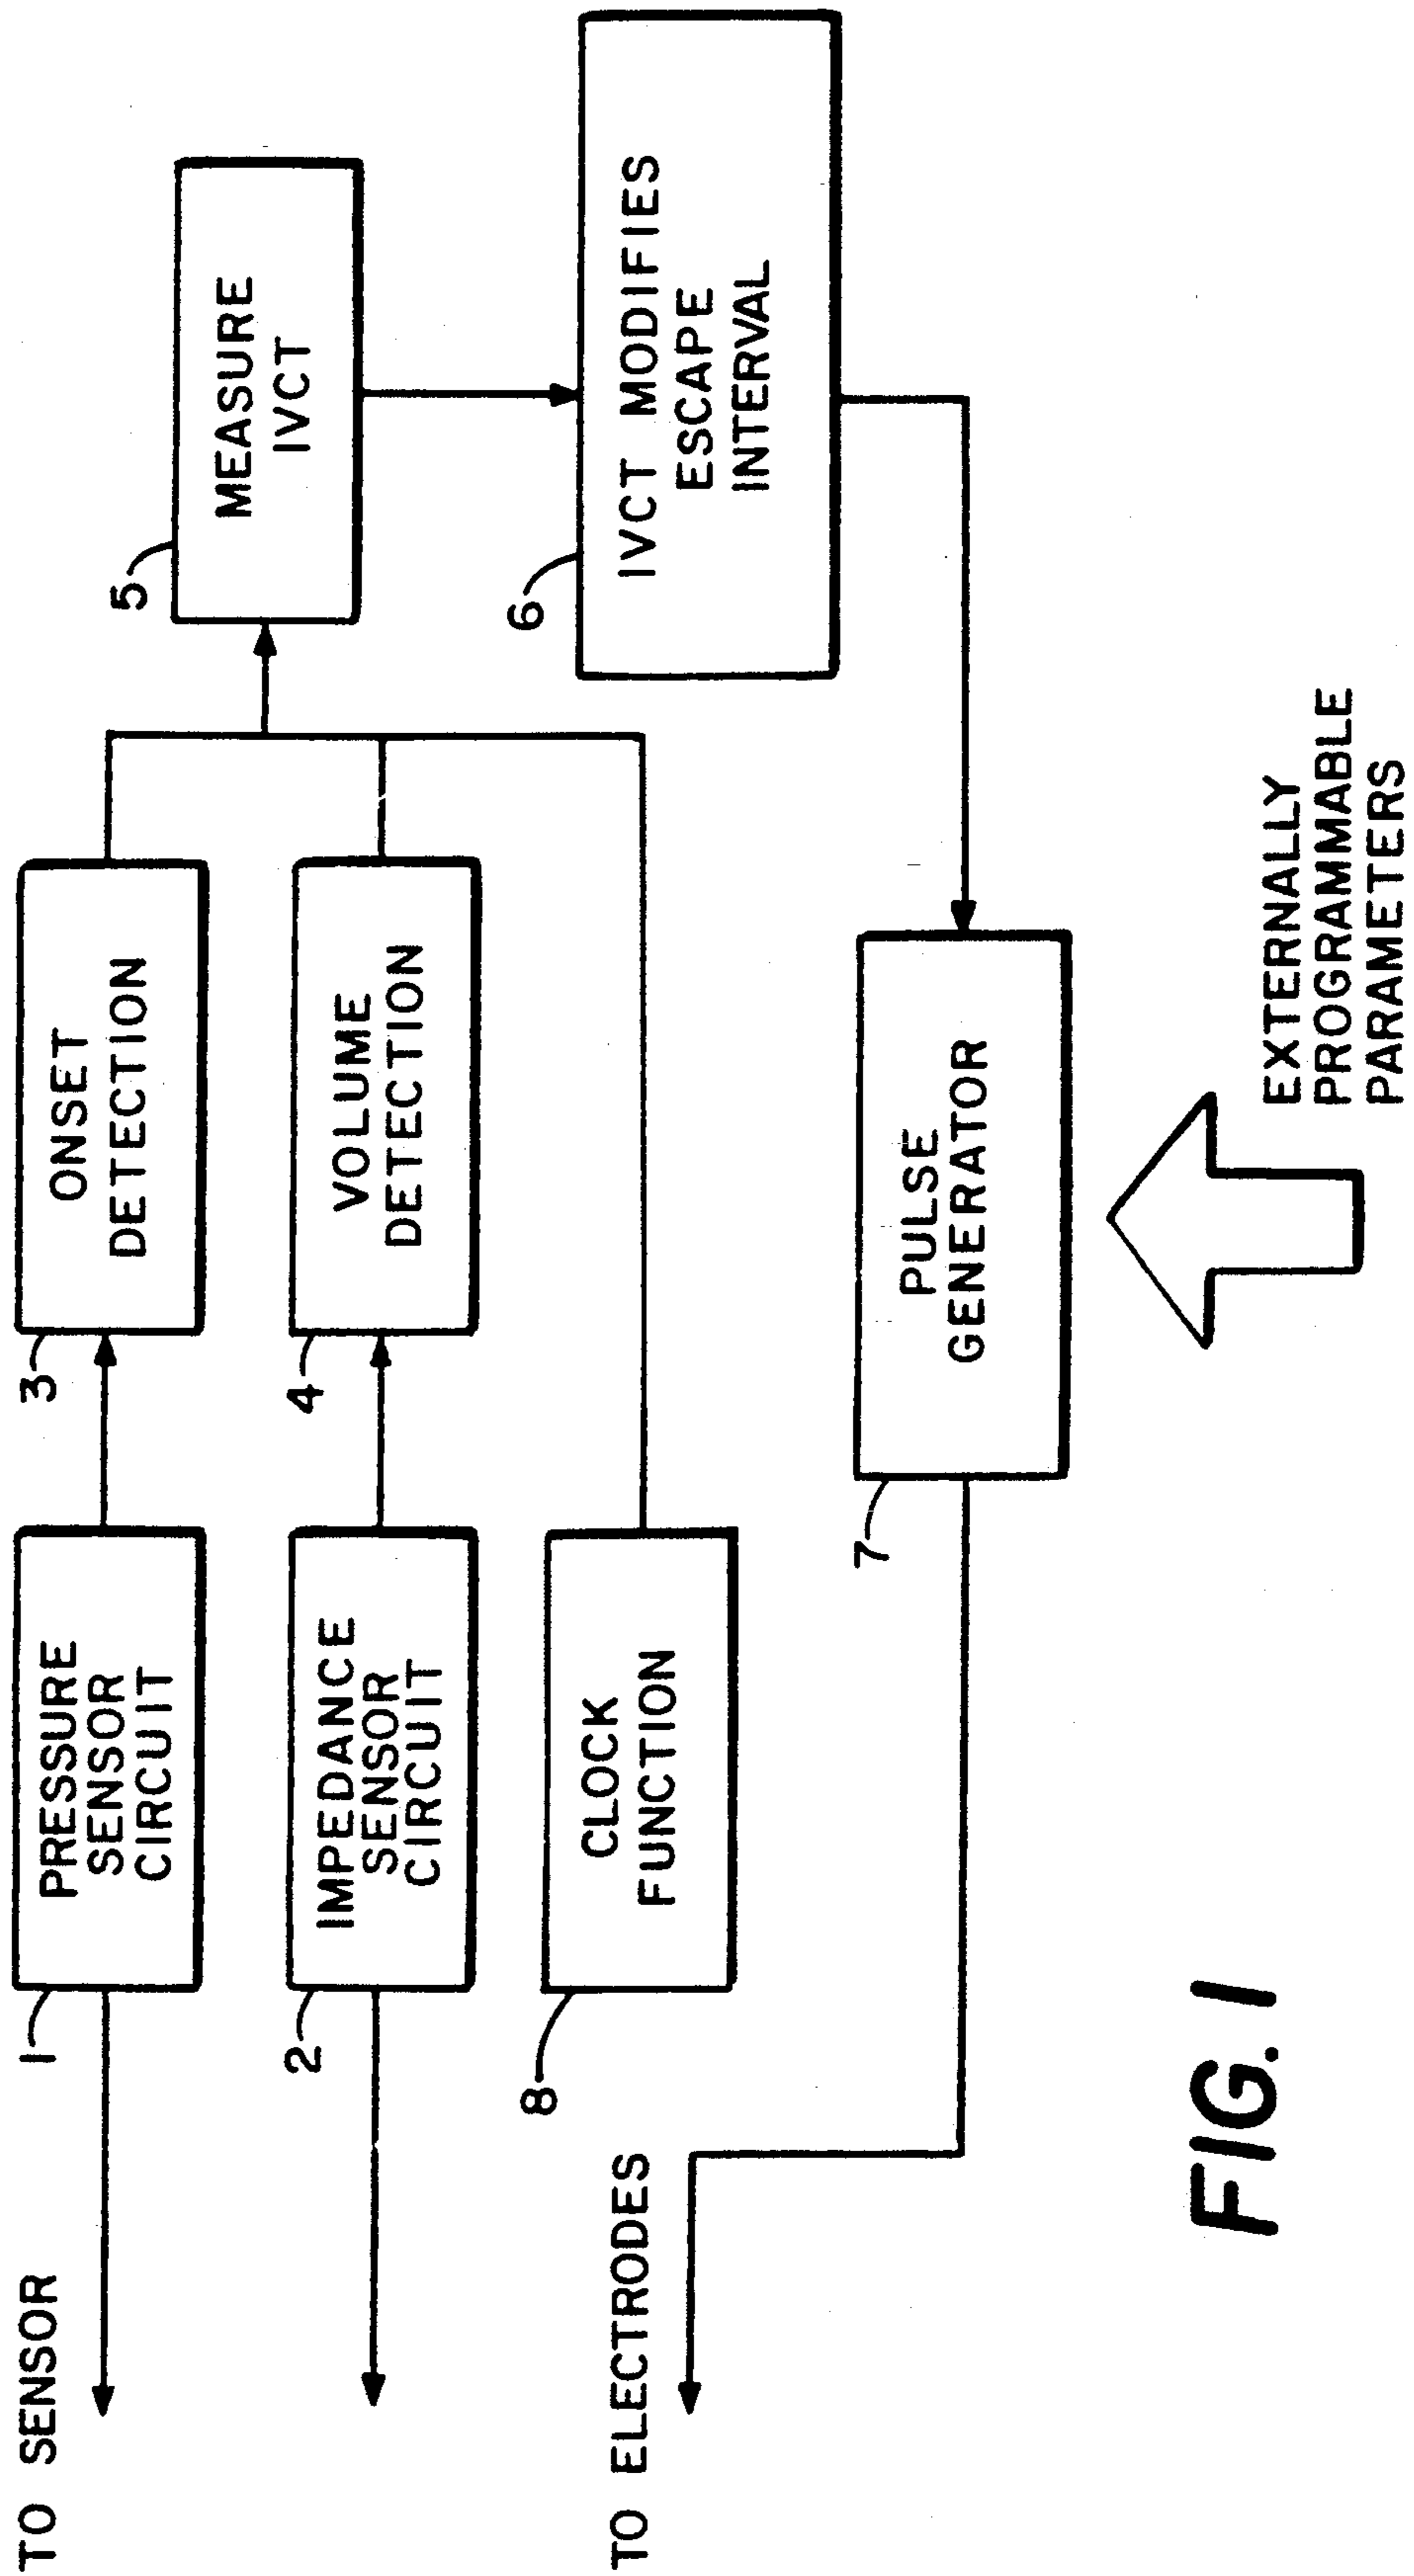 TO SENSOR
1
PRESSURE
SENSOR
CIRCUIT
3
ONSET
DETECTION
5
MEASURE
IVCT
2
IMPEDANCE
SENSOR
CIRCUIT
4
VOLUME
DETECTION
6
IVCT MODIFIES
ESCAPE
INTERVAL
8
CLOCK
FUNCTION
TO ELECTRODES
7
PULSE
GENERATOR
EXTERNALLY
PROGRAMMABLE
PARAMETERS
FIG. 1